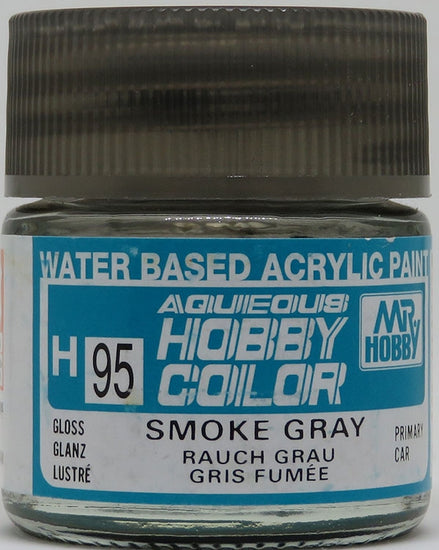 WATER BASED ACRYLIC PAINT
AQUEOUS
HOBBY
COLOR
MR
HOBBY
H 95
GLOSS
GLANZ
LUSTRÉ
SMOKE GRAY
RAUCH GRAU
GRIS FUMÉE
PRIMARY
CAR